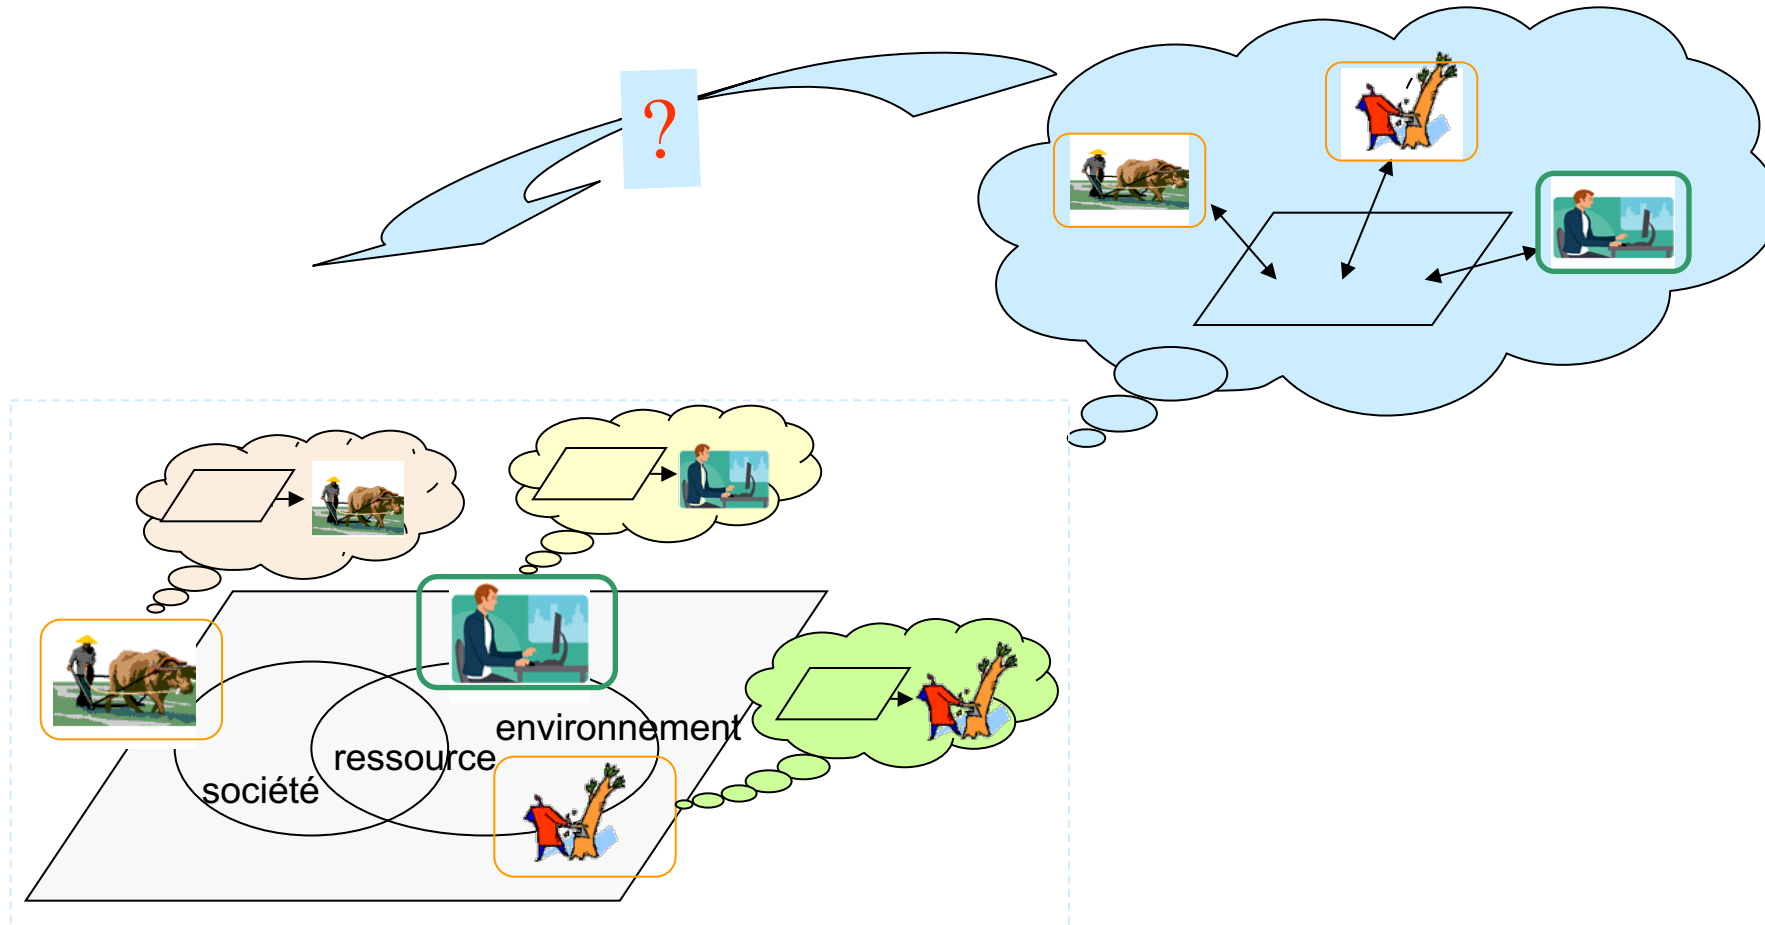 ?
environnement
ressource
société